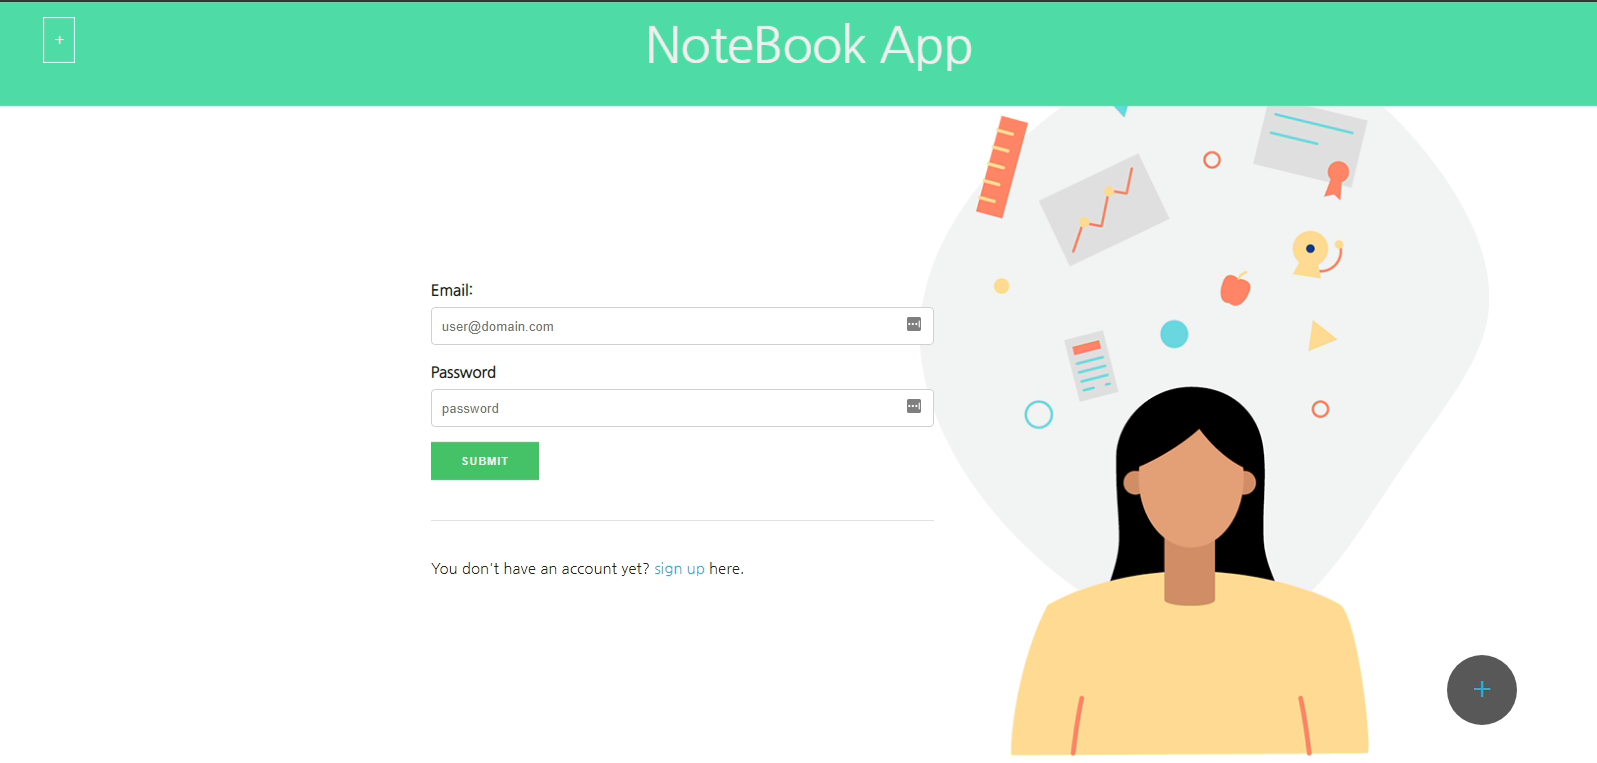 +
NoteBook App
Email:
user@domain.com
Password
password
SUBMIT
You don't have an account yet? sign up here.
+